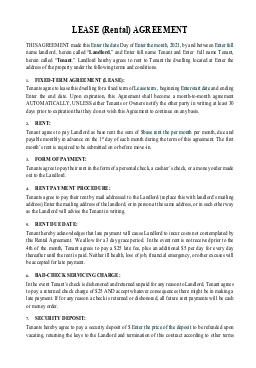 LEASE (Rental) AGREEMENT
THIS AGREEMENT made this Enter the date Day of Enter the month, 2021, by and between Enter full
name landlord, herein called "Landlord," and Enter full name Tenant and Enter full name Tenant,
herein called "Tenant." Landlord hereby agrees to rent to Tenant the dwelling located at Enter the
address of the property under the following terms and conditions.
1. FIXED-TERM AGREEMENT (LEASE):
Tenants agree to lease this dwelling for a fixed term of Lease term, beginning Enter start date and ending
Enter the end date. Upon expiration, this Agreement shall become a month-to-month agreement
AUTOMATICALLY, UNLESS either Tenants or Owners notify the other party in writing at least 30
days prior to expiration that they do not wish this Agreement to continue on any basis.
2. RENT:
Tenant agrees to pay Landlord as base rent the sum of $base rent the per month per month, due and
payable monthly in advance on the 1st day of each month during the term of this agreement. The first
month's rent is required to be submitted on or before move-in.
3. FORM OF PAYMENT:
Tenants agree to pay their rent in the form of a personal check, a cashier's check, or a money order made
out to the Landlord.
4. RENT PAYMENT PROCEDURE:
Tenants agree to pay their rent by mail addressed to the Landlord (replace this with landlord's mailing
address) Enter the mailing address of the landlord, or in person at the same address, or in such other way
as the Landlord will advise the Tenant in writing.
5. RENT DUE DATE:
Tenant hereby acknowledges that late payment will cause Landlord to incur costs not contemplated by
this Rental Agreement. We allow for a 3 day grace period. In the event rent is not received prior to the
4th of the month, Tenant agrees to pay a $25 late fee, plus an additional $5 per day for every day
thereafter until the rent is paid. Neither ill health, loss of job, financial emergency, or other excuses will
be accepted for late payment.
6. BAD-CHECK SERVICING CHARGE:
In the event Tenant's check is dishonored and returned unpaid for any reason to Landlord, Tenant agrees
to pay a returned check charge of $25 AND accept whatever consequences there might be in making a
late payment. If for any reason a check is returned or dishonored, all future rent payments will be cash
or money order.
7. SECURITY DEPOSIT:
Tenants hereby agree to pay a security deposit of $ Enter the price of the deposit to be refunded upon
vacating, returning the keys to the Landlord and termination of this contract according to other terms